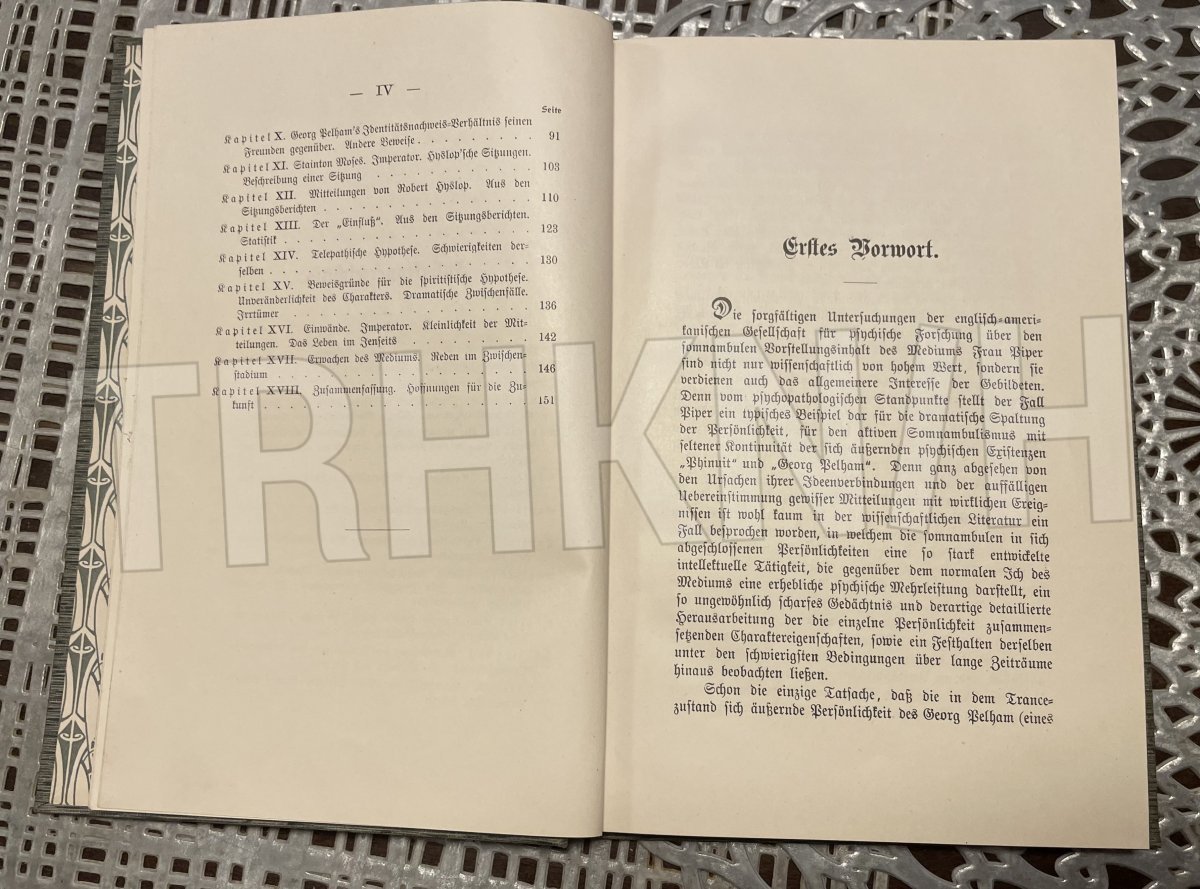 — IV —
Seite
Kapitel X. Georg Pelham's Identitätsnachweis-Verhältnis seinen
Freunden gegenüber. Andere Beweise . . . . . . . . . 91
Kapitel XI. Stainton Moses. Imperator. Hyslop'sche Sitzungen.
Beschreibung einer Sitzung . . . . . . . . . . . . 103
Kapitel XII. Mitteilungen von Robert Hyslop. Aus den
Sitzungsberichten . . . . . . . . . . . . . . . 110
Kapitel XIII. Der „Einfluß“. Aus den Sitzungsberichten.
Statistik . . . . . . . . . . . . . . . . . . 123
Kapitel XIV. Telepathische Hypothese. Schwierigkeiten der-
selben . . . . . . . . . . . . . . . . . . . 130
Kapitel XV. Beweisgründe für die spiritistische Hypothese.
Unveränderlichkeit des Charakters. Dramatische Zwischenfälle.
Irrtümer . . . . . . . . . . . . . . . . . . 136
Kapitel XVI. Einwände. Imperator. Kleinlichkeit der Mit-
teilungen. Das Leben im Jenseits . . . . . . . . . . 142
Kapitel XVII. Erwachen des Mediums. Reden im Zwischen-
stadium . . . . . . . . . . . . . . . . . . 146
Kapitel XVIII. Zusammenfassung. Hoffnungen für die Zu-
kunft . . . . . . . . . . . . . . . . . . . 151
Erstes Vorwort.
Die sorgfältigen Untersuchungen der englisch-ameri-
kanischen Gesellschaft für psychische Forschung über den
somnambulen Vorstellungsinhalt des Mediums Frau Piper
sind nicht nur wissenschaftlich von hohem Wert, sondern sie
verdienen auch das allgemeinere Interesse der Gebildeten.
Denn vom psychopathologischen Standpunkte stellt der Fall
Piper ein typisches Beispiel dar für die dramatische Spaltung
der Persönlichkeit, für den aktiven Somnambulismus mit
seltener Kontinuität der sich äußernden psychischen Existenzen
„Phinuit“ und „Georg Pelham“. Denn ganz abgesehen von
den Ursachen ihrer Ideenverbindungen und der auffälligen
Uebereinstimmung gewisser Mitteilungen mit wirklichen Ereig-
nissen ist wohl kaum in der wissenschaftlichen Literatur ein
Fall besprochen worden, in welchem die somnambulen in sich
abgeschlossenen Persönlichkeiten eine so stark entwickelte
intellektuelle Tätigkeit, die gegenüber dem normalen Ich des
Mediums eine erhebliche psychische Mehrleistung darstellt, ein
so ungewöhnlich scharfes Gedächtnis und derartige detaillierte
Herausarbeitung der die einzelne Persönlichkeit zusammen-
setzenden Charaktereigenschaften, sowie ein Festhalten derselben
unter den schwierigsten Bedingungen über lange Zeiträume
hinaus beobachten ließen.
Schon die einzige Tatsache, daß die in dem Trance-
zustand sich äußernde Persönlichkeit des Georg Pelham (eines
TRHKNVH